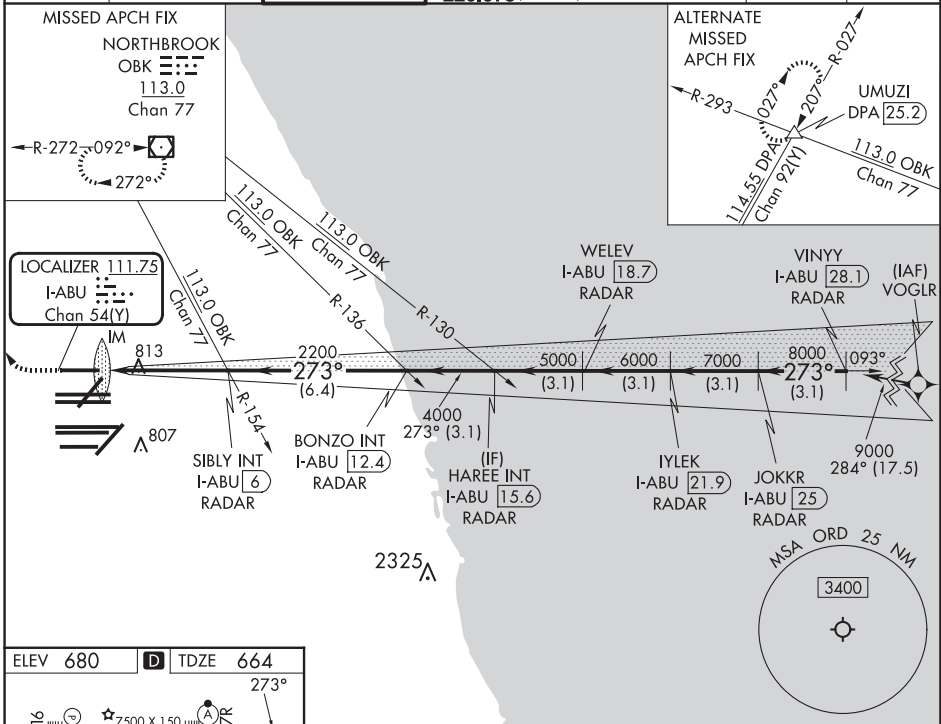 MISSED APCH FIX
NORTHBROOK
OBK
113.0
Chan 77
R-272
092°
272°
ALTERNATE
MISSED
APCH FIX
R-027
027°
207°
R-293
UMUZI
DPA 25.2
113.0 OBK
Chan 77
114.55 DPA
Chan 92(Y)
LOCALIZER 111.75
I-ABU
Chan 54(Y)
IM
813
807
113.0 OBK
Chan 77
R-154
113.0 OBK
Chan 77
R-136
113.0 OBK
Chan 77
R-130
WELEV
I-ABU 18.7
RADAR
VINYY
I-ABU 28.1
RADAR
(IAF)
VOGLR
2200
273°
(6.4)
4000
273° (3.1)
5000
(3.1)
6000
(3.1)
7000
(3.1)
8000
273°
(3.1)
093°
9000
284° (17.5)
SIBLY INT
I-ABU 6
RADAR
BONZO INT
I-ABU 12.4
RADAR
(IF)
HAREE INT
I-ABU 15.6
RADAR
IYLEK
I-ABU 21.9
RADAR
JOKKR
I-ABU 25
RADAR
2325
MSA ORD 25 NM
3400
ELEV 680
D
TDZE 664
273°
16
P
7500 X 150
A